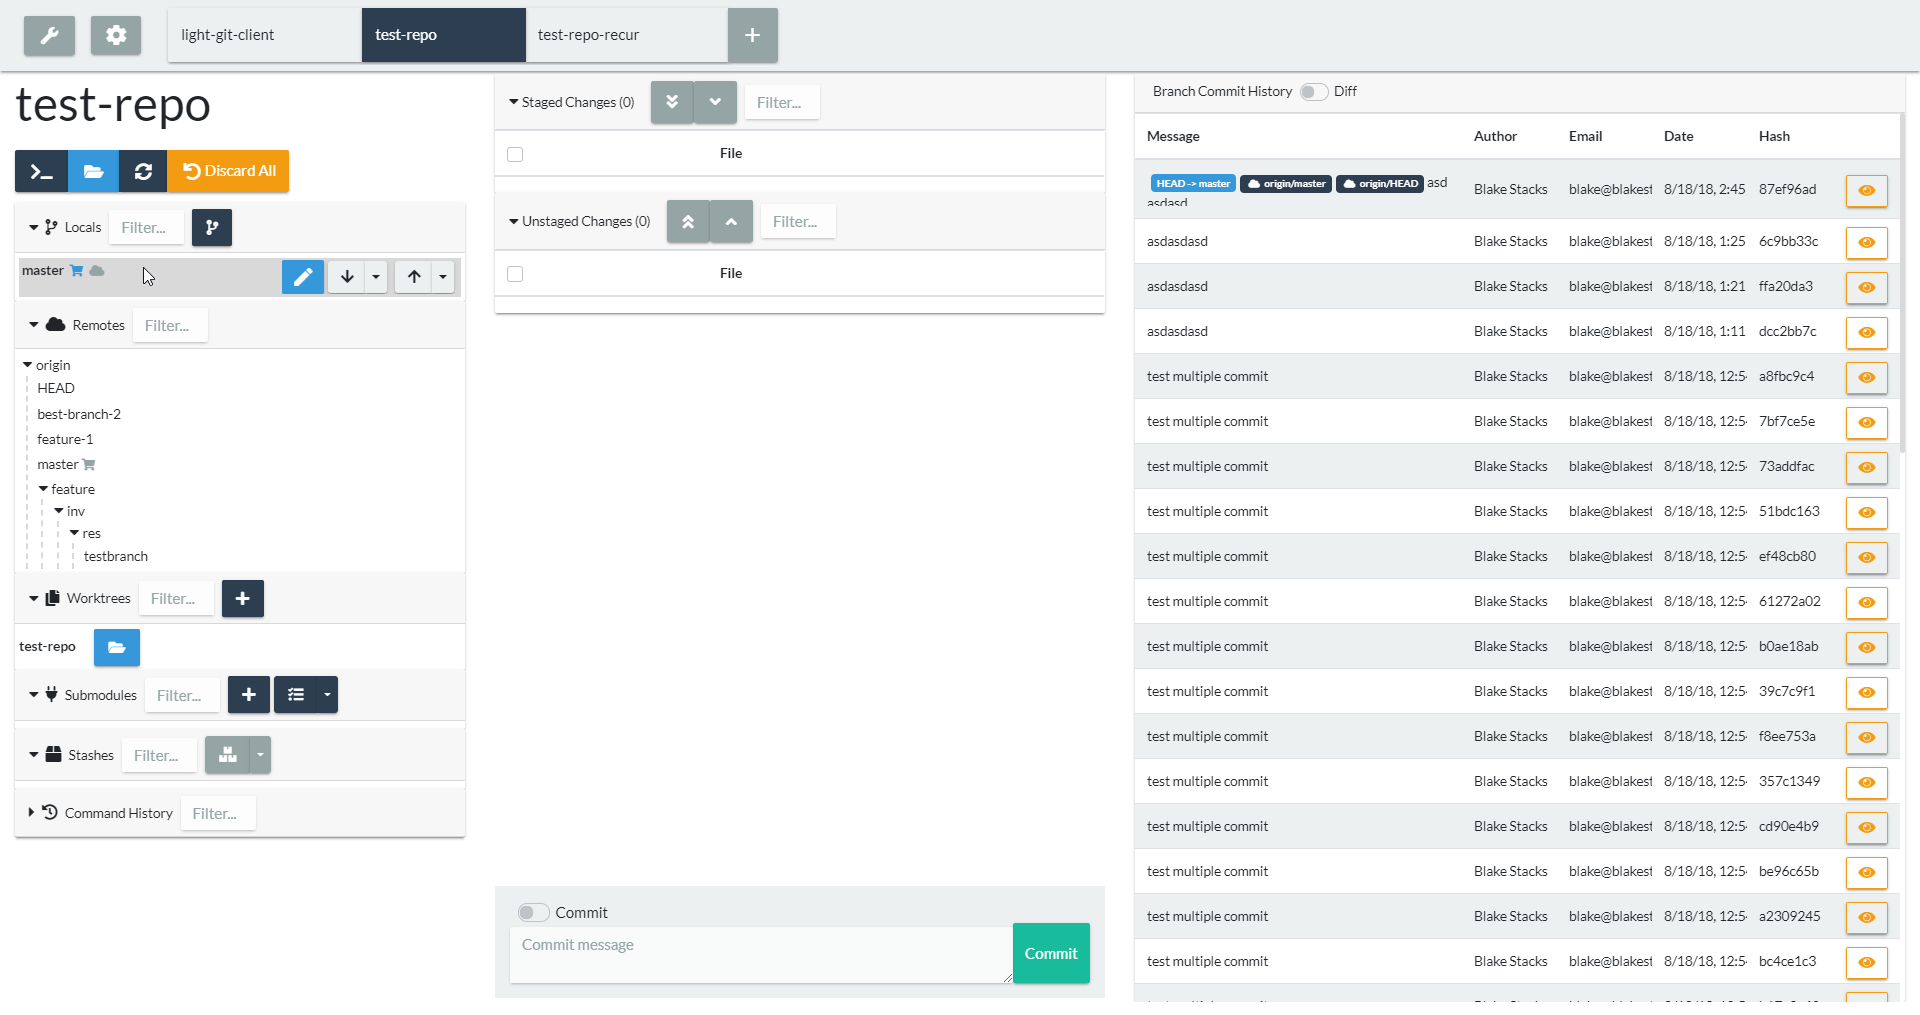 light-git-client
test-repo
test-repo-recur
test-repo
Discard All
Locals
Filter...
master
Remotes
Filter...
origin
HEAD
best-branch-2
feature-1
master
feature
inv
res
testbranch
Worktrees
Filter...
test-repo
Submodules
Filter...
Stashes
Filter...
Command History
Filter...
Staged Changes (0)
Filter...
File
Unstaged Changes (0)
Filter...
File
Commit
Commit message
Commit
Branch Commit History Diff
Message Author Email Date Hash
HEAD -> master origin/master origin/HEAD asd
asdasd
Blake Stacks blake@blakest 8/18/18, 2:45 87ef96ad
asdasdasd Blake Stacks blake@blakest 8/18/18, 1:25 6c9bb33c
asdasdasd Blake Stacks blake@blakest 8/18/18, 1:21 ffa20da3
asdasdasd Blake Stacks blake@blakest 8/18/18, 1:11 dcc2bb7c
test multiple commit Blake Stacks blake@blakest 8/18/18, 12:5 a8fbc9c4
test multiple commit Blake Stacks blake@blakest 8/18/18, 12:5 7bf7ce5e
test multiple commit Blake Stacks blake@blakest 8/18/18, 12:5 73addfac
test multiple commit Blake Stacks blake@blakest 8/18/18, 12:5 51bdc163
test multiple commit Blake Stacks blake@blakest 8/18/18, 12:5 ef48cb80
test multiple commit Blake Stacks blake@blakest 8/18/18, 12:5 61272a02
test multiple commit Blake Stacks blake@blakest 8/18/18, 12:5 b0ae18ab
test multiple commit Blake Stacks blake@blakest 8/18/18, 12:5 39c7c9f1
test multiple commit Blake Stacks blake@blakest 8/18/18, 12:5 f8ee753a
test multiple commit Blake Stacks blake@blakest 8/18/18, 12:5 357c1349
test multiple commit Blake Stacks blake@blakest 8/18/18, 12:5 cd90e4b9
test multiple commit Blake Stacks blake@blakest 8/18/18, 12:5 be96c65b
test multiple commit Blake Stacks blake@blakest 8/18/18, 12:5 a2309245
test multiple commit Blake Stacks blake@blakest 8/18/18, 12:5 bc4ce1c3